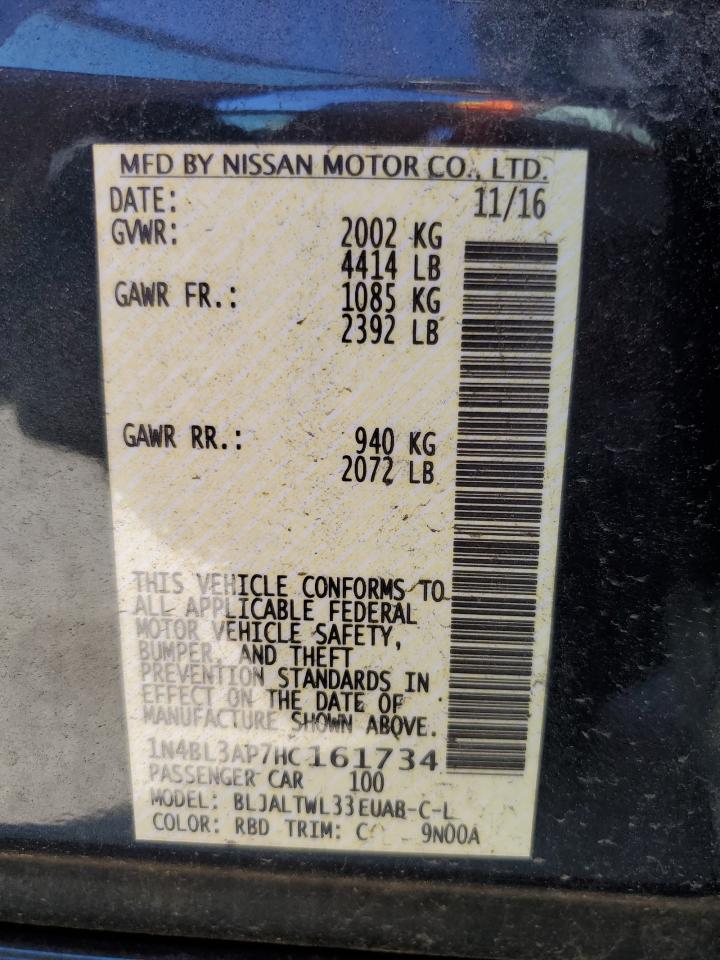 MFD BY NISSAN MOTOR CO., LTD.
DATE: 11/16
GVWR: 2002 KG
4414 LB
GAWR FR.: 1085 KG
2392 LB
GAWR RR.: 940 KG
2072 LB
THIS VEHICLE CONFORMS TO
ALL APPLICABLE FEDERAL
MOTOR VEHICLE SAFETY,
BUMPER, AND THEFT
PREVENTION STANDARDS IN
EFFECT ON THE DATE OF
MANUFACTURE SHOWN ABOVE.
1N4BL3AP7HC161734
PASSENGER CAR 100
MODEL: BLJALTWL33EUAB-C-L
COLOR: RBD TRIM: 9N00A